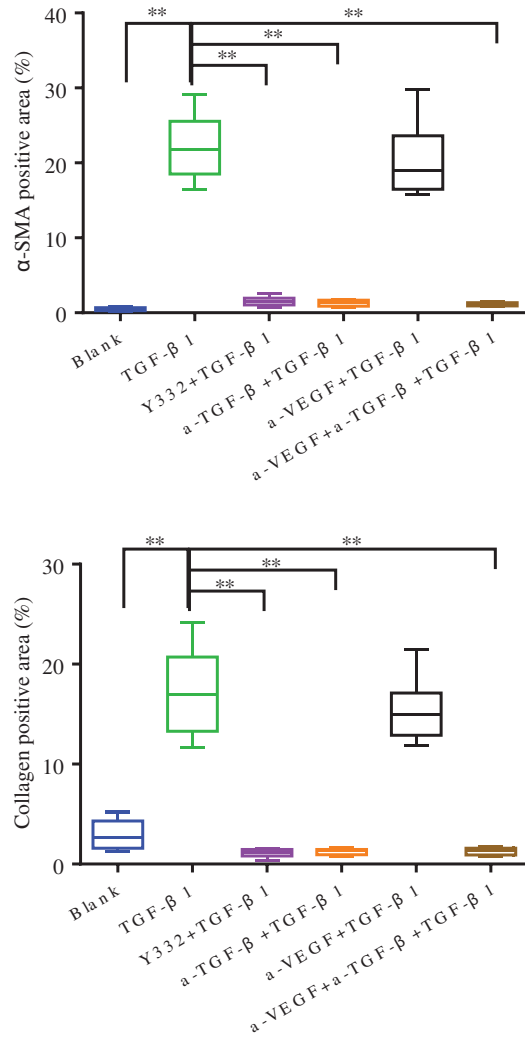 **
**
**
**
α-SMA positive area (%)
40
30
20
10
0
Blank
TGF-β 1
Y332+TGF-β 1
a-TGF-β +TGF-β 1
a-VEGF+TGF-β 1
a-VEGF+a-TGF-β +TGF-β 1
**
**
**
**
Collagen positive area (%)
30
20
10
0
Blank
TGF-β 1
Y332+TGF-β 1
a-TGF-β +TGF-β 1
a-VEGF+TGF-β 1
a-VEGF+a-TGF-β +TGF-β 1